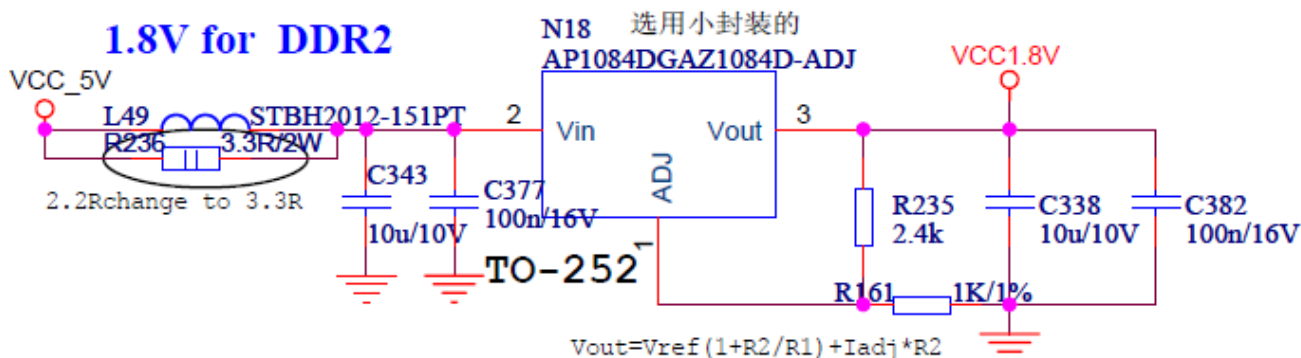 1.8V for DDR2
N18
选用小封装的
AP1084DGAZ1084D-ADJ
VCC1.8V
VCC_5V
L49
STBH2012-151PT
2
Vin
Vout
3
R236
3.3R/2W
ADJ
2.2Rchange to 3.3R
C343
10u/10V
C377
100n/16V
R235
2.4k
C338
10u/10V
C382
100n/16V
TO-252
1
R161
1K/1%
Vout=Vref(1+R2/R1)+Iadj*R2